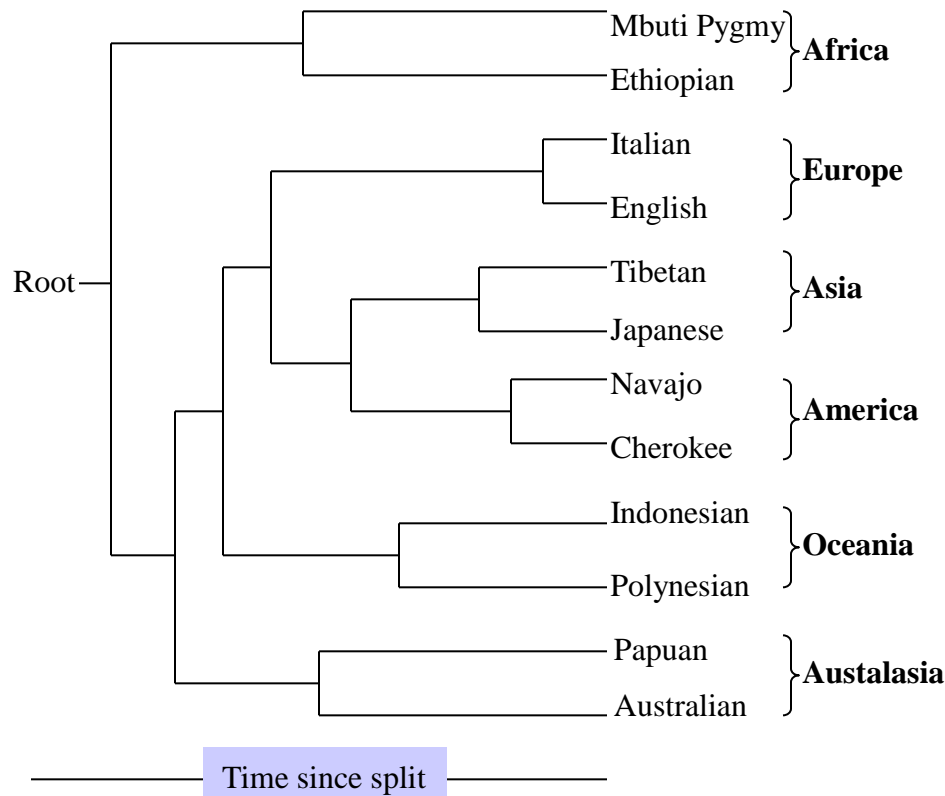 Mbuti Pygmy
Africa
Ethiopian
Italian
Europe
English
Root
Tibetan
Asia
Japanese
Navajo
America
Cherokee
Indonesian
Oceania
Polynesian
Papuan
Austalasia
Australian
Time since split